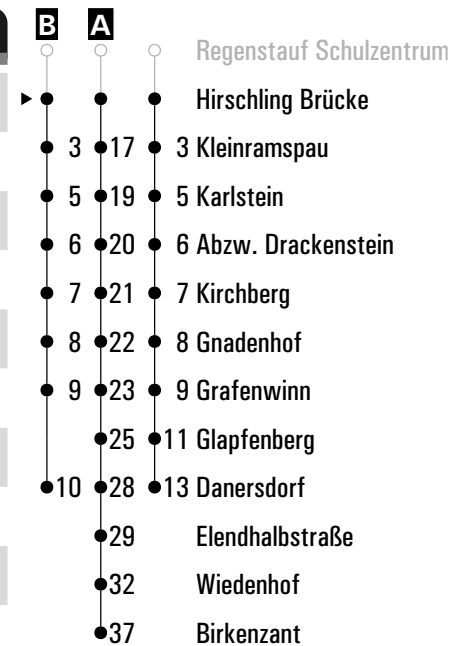 B A
Regenstauf Schulzentrum
Hirschling Brücke
3 17 3 Kleinramspau
5 19 5 Karlstein
6 20 6 Abzw. Drackenstein
7 21 7 Kirchberg
8 22 8 Gnadenhof
9 23 9 Grafenwinn
25 11 Glapfenberg
10 28 13 Danersdorf
29 Elendhalbstraße
32 Wiedenhof
37 Birkenzant